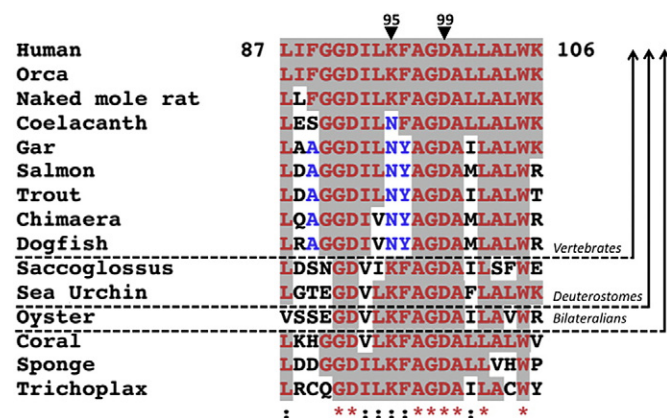 95 99
Human 87 LIFGGDILKFAGDALLALWK 106
Orca LIFGGDILKFAGDALLALWK
Naked mole rat LLFGGDILKFAGDALLALWK
Coelacanth LESGGDILNFAGDALLALWK
Gar LAAGGDILNYAGDAILALWK
Salmon LDAGGDILNYAGDAMLALWR
Trout LDAGGDILNYAGDAMLALWT
Chimaera LQAGGDIVNYAGDAMLALWR
Dogfish LRAGGDIVNYAGDAMLALWR Vertebrates
Saccoglossus LDSNGDVIKFAGDAILSFWE
Sea Urchin LGTEGDVLKFAGDAFLALWK Deuterostomes
Oyster VSSEGDVLKFAGDAILAVWR Bilateralians
Coral LKHGGDVLKFAGDALLALWV
Sponge LDDGGDILKFAGDALLVHWP
Trichoplax LRCQGDILKFAGDAILACWY
: **::::****:* *